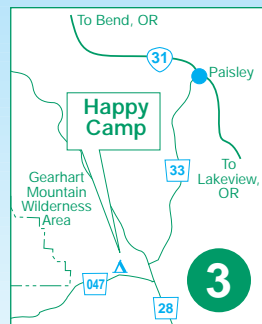 To Bend, OR
31
Paisley
Happy
Camp
33
To
Lakeview,
OR
Gearhart
Mountain
Wilderness
Area
047
3
28